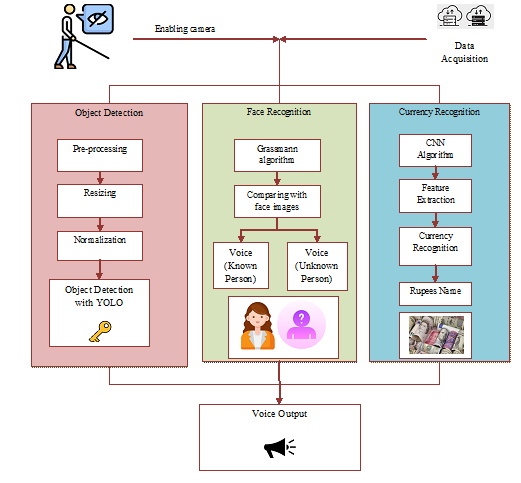 Enabling camera
Data
Acquisition
Object Detection
Pre-processing
Resizing
Normalization
Object Detection
with YOLO
Face Recognition
Grassmann
algorithm
Comparing with
face images
Voice
(Known
Person)
Voice
(Unknown
Person)
?
Currency Recognition
CNN
Algorithm
Feature
Extraction
Currency
Recognition
Rupees Name
Voice Output